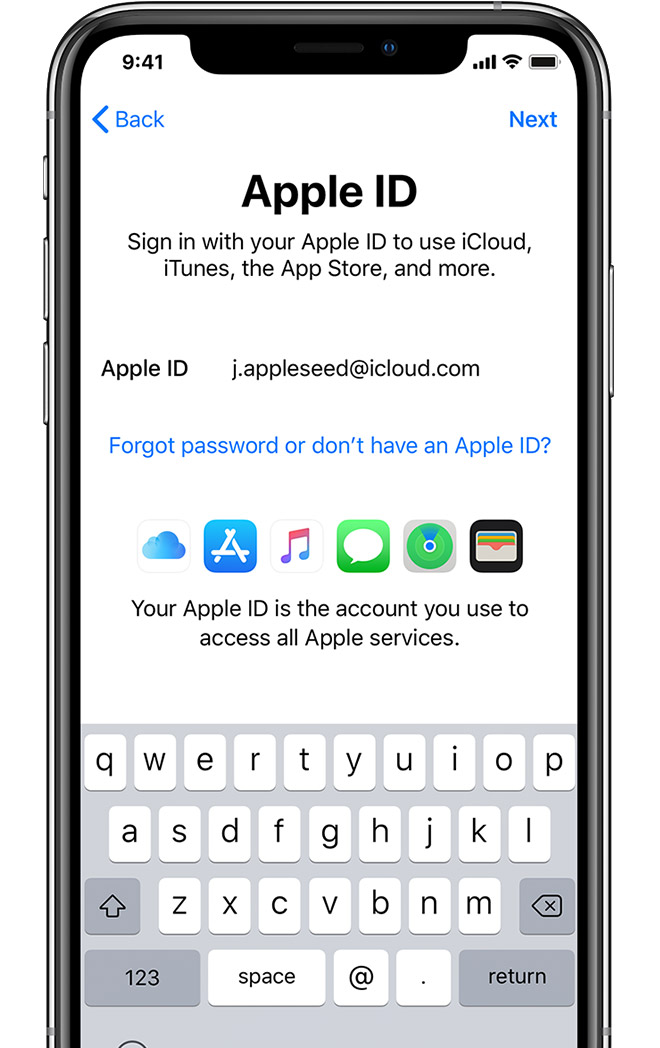 9:41
Back
Next
Apple ID
Sign in with your Apple ID to use iCloud,
iTunes, the App Store, and more.
Apple ID j.appleseed@icloud.com
Forgot password or don’t have an Apple ID?
Your Apple ID is the account you use to
access all Apple services.
q w e r t y u i o p
a s d f g h j k l
z x c v b n m
123 space @ . return